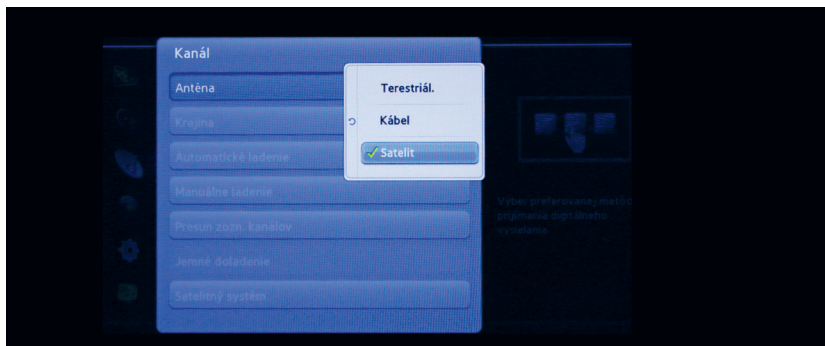 Kanál
Anténa
Terestriál.
Krajina
Kábel
Automatické ladenie
Satelit
Manuálne ladenie
Presun zozn. kanálov
Jemné doladenie
Satelitný systém
Výber preferovanej metód
prijímania digitálneho
vysielania